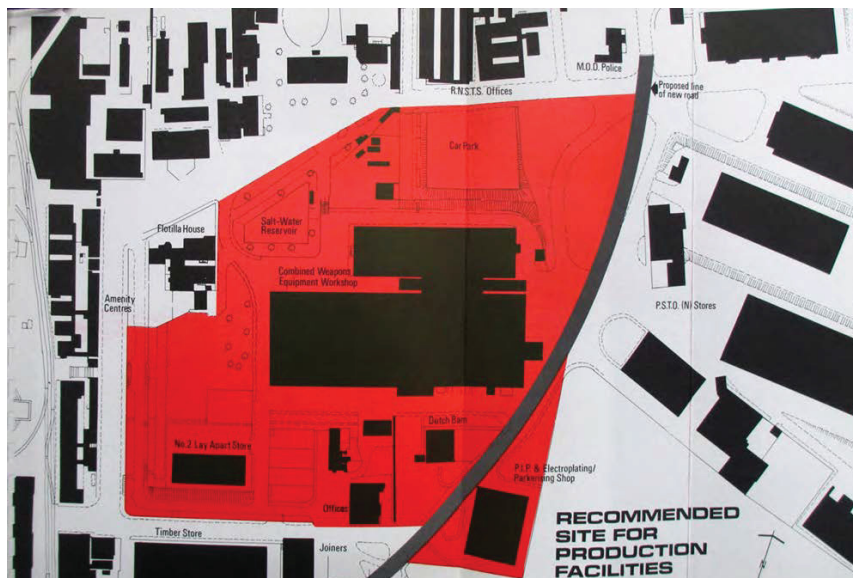 M.O.D. Police
R.N.S.T.S. Offices
Proposed line
of new road
Car Park
Salt-Water
Reservoir
Flotilla House
Combined Weapons
Equipment Workshop
Amenity
Centres
P.S.T.O. (N) Stores
Dutch Barn
No.2 Lay Apart Store
P.I.P. & Electroplating/
Parkerising Shop
Offices
Timber Store
Joiners
RECOMMENDED
SITE FOR
PRODUCTION
FACILITIES